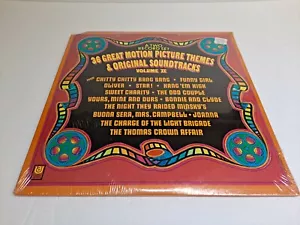 36 GREAT MOTION PICTURE THEMES
& ORIGINAL SOUNDTRACKS
VOLUME II
CHITTY CHITTY BANG BANG • FUNNY GIRL
OLIVER • STAR! • HANG 'EM HIGH
SWEET CHARITY • THE ODD COUPLE
YOURS, MINE AND OURS • BONNIE AND CLYDE
THE NIGHT THEY RAIDED MINSKY'S
BUONA SERA, MRS. CAMPBELL • JOANNA
THE CHARGE OF THE LIGHT BRIGADE
THE THOMAS CROWN AFFAIR